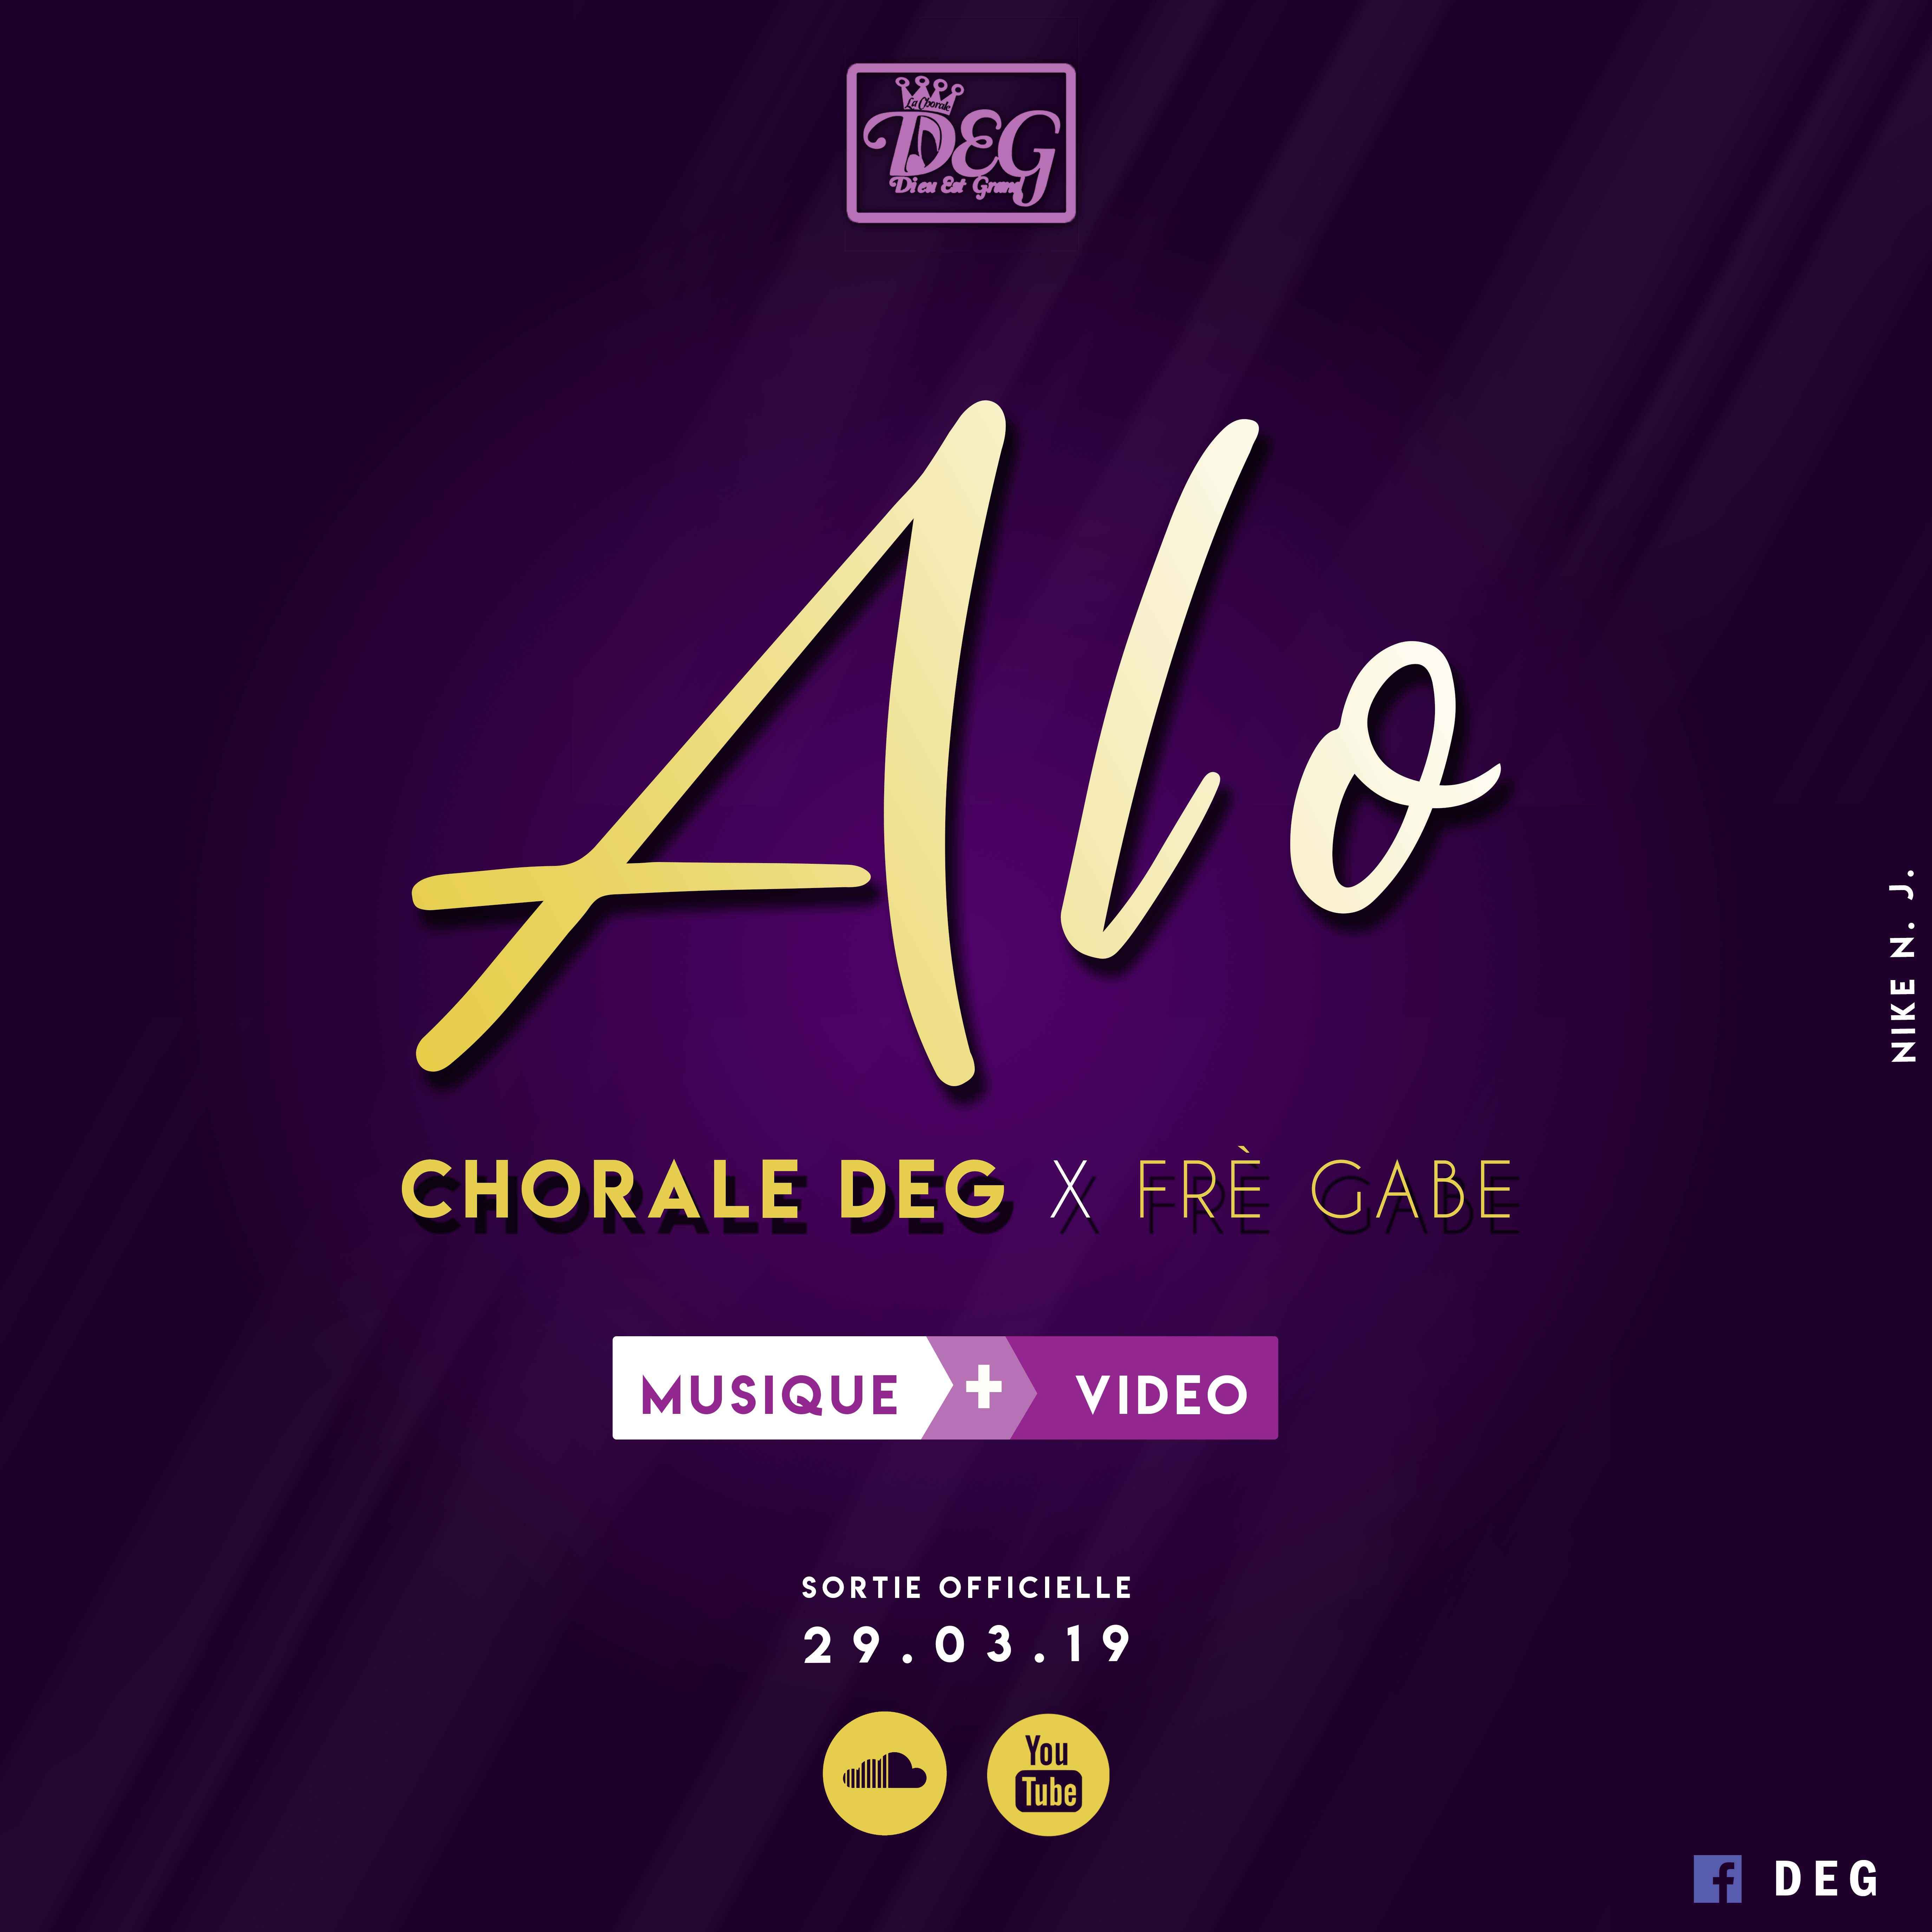 La Chorale
DEG
Dieu Est Grand
Alo
CHORALE DEG X FRÈ GABE
MUSIQUE + VIDEO
SORTIE OFFICIELLE
29.03.19
You
Tube
NIKE N. J.
f DEG